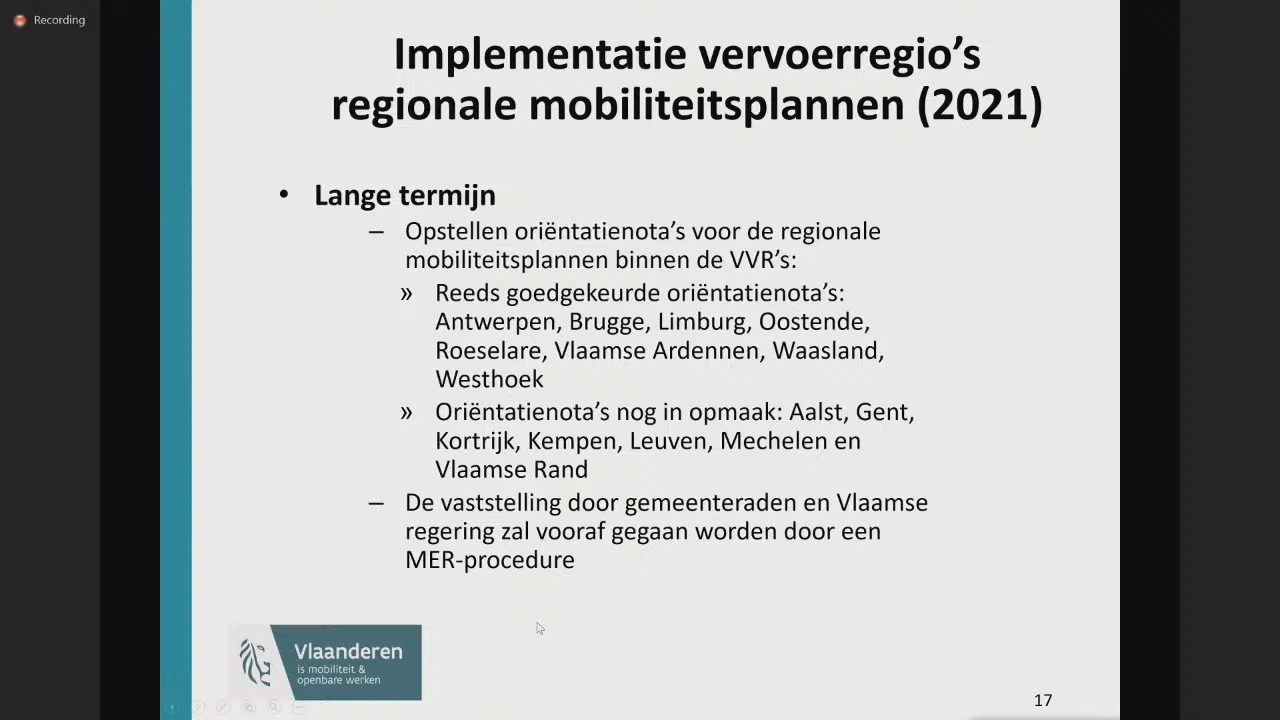 Recording
Implementatie vervoerregio’s
regionale mobiliteitsplannen (2021)
• Lange termijn
– Opstellen oriëntatienota’s voor de regionale
mobiliteitsplannen binnen de VVR’s:
» Reeds goedgekeurde oriëntatienota’s:
Antwerpen, Brugge, Limburg, Oostende,
Roeselare, Vlaamse Ardennen, Waasland,
Westhoek
» Oriëntatienota’s nog in opmaak: Aalst, Gent,
Kortrijk, Kempen, Leuven, Mechelen en
Vlaamse Rand
– De vaststelling door gemeenteraden en Vlaamse
regering zal vooraf gegaan worden door een
MER-procedure
Vlaanderen
is mobiliteit &
openbare werken
17